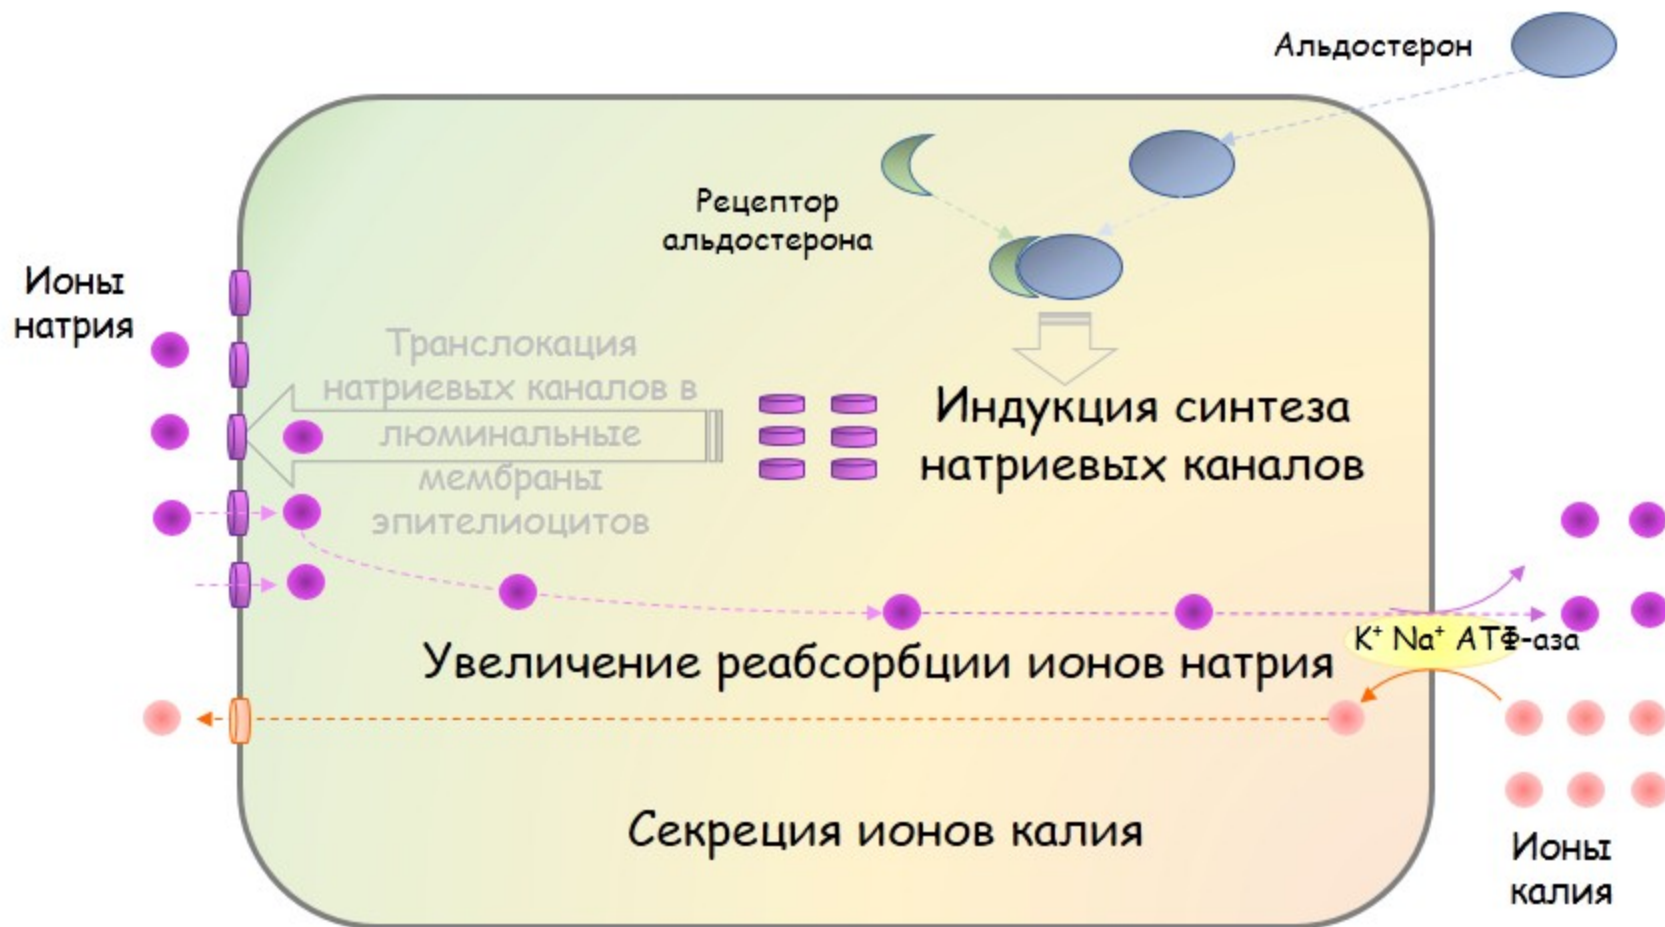 Альдостерон
Рецептор
альдостерона
Ионы
натрия
Транслокация
натриевых каналов в
люминальные
мембраны
эпителиоцитов
Индукция синтеза
натриевых каналов
K⁺ Na⁺ АТФ-аза
Увеличение реабсорбции ионов натрия
Секреция ионов калия
Ионы
калия